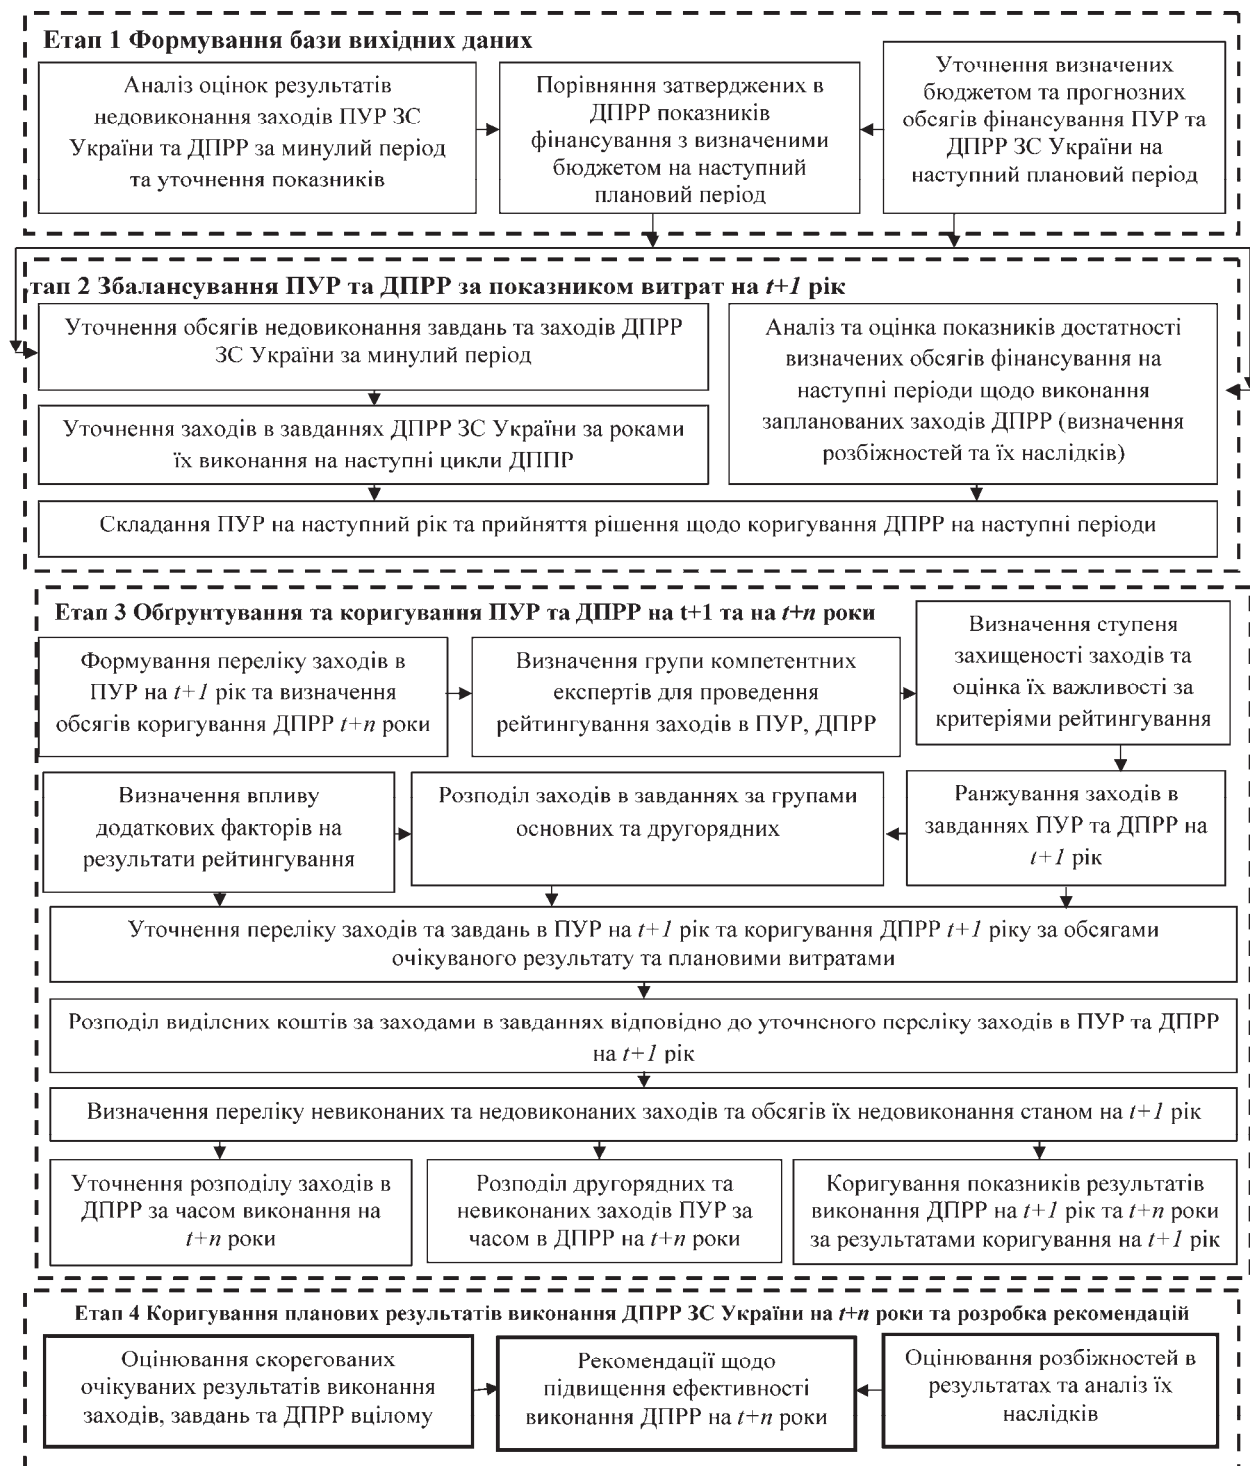 Етап 1 Формування бази вихідних даних
Аналіз оцінок результатів
недовиконання заходів ПУР ЗС
України та ДПРР за минулий період
та уточнення показників
Порівняння затверджених в
ДПРР показників
фінансування з визначеними
бюджетом на наступний
плановий період
Уточнення визначених
бюджетом та прогнозних
обсягів фінансування ПУР та
ДПРР ЗС України на
наступний плановий період
тап 2 Збалансування ПУР та ДПРР за показником витрат на t+1 рік
Уточнення обсягів недовиконання завдань та заходів ДПРР
ЗС України за минулий період
Аналіз та оцінка показників достатності
визначених обсягів фінансування на
наступні періоди щодо виконання
запланованих заходів ДПРР (визначення
розбіжностей та їх наслідків)
Уточнення заходів в завданнях ДПРР ЗС України за роками
їх виконання на наступні цикли ДППР
Складання ПУР на наступний рік та прийняття рішення щодо коригування ДПРР на наступні періоди
Етап 3 Обґрунтування та коригування ПУР та ДПРР на t+1 та на t+n роки
Формування переліку заходів в
ПУР на t+1 рік та визначення
обсягів коригування ДПРР t+n роки
Визначення групи компетентних
експертів для проведення
рейтингування заходів в ПУР, ДПРР
Визначення ступеня
захищеності заходів та
оцінка їх важливості за
критеріями рейтингування
Визначення впливу
додаткових факторів на
результати рейтингування
Розподіл заходів в завданнях за групами
основних та другорядних
Ранжування заходів в
завданнях ПУР та ДПРР на
t+1 рік
Уточнення переліку заходів та завдань в ПУР на t+1 рік та коригування ДПРР t+1 ріку за обсягами
очікуваного результату та плановими витратами
Розподіл виділених коштів за заходами в завданнях відповідно до уточненого переліку заходів в ПУР та ДПРР
на t+1 рік
Визначення переліку невиконаних та недовиконаних заходів та обсягів їх недовиконання станом на t+1 рік
Уточнення розподілу заходів в
ДПРР за часом виконання на
t+n роки
Розподіл другорядних та
невиконаних заходів ПУР за
часом в ДПРР на t+n роки
Коригування показників результатів
виконання ДПРР на t+1 рік та t+n роки
за результатами коригування на t+1 рік
Етап 4 Коригування планових результатів виконання ДПРР ЗС України на t+n роки та розробка рекомендацій
Оцінювання скорегованих
очікуваних результатів виконання
заходів, завдань та ДПРР вцілому
Рекомендації щодо
підвищення ефективності
виконання ДПРР на t+n роки
Оцінювання розбіжностей в
результатах та аналіз їх
наслідків